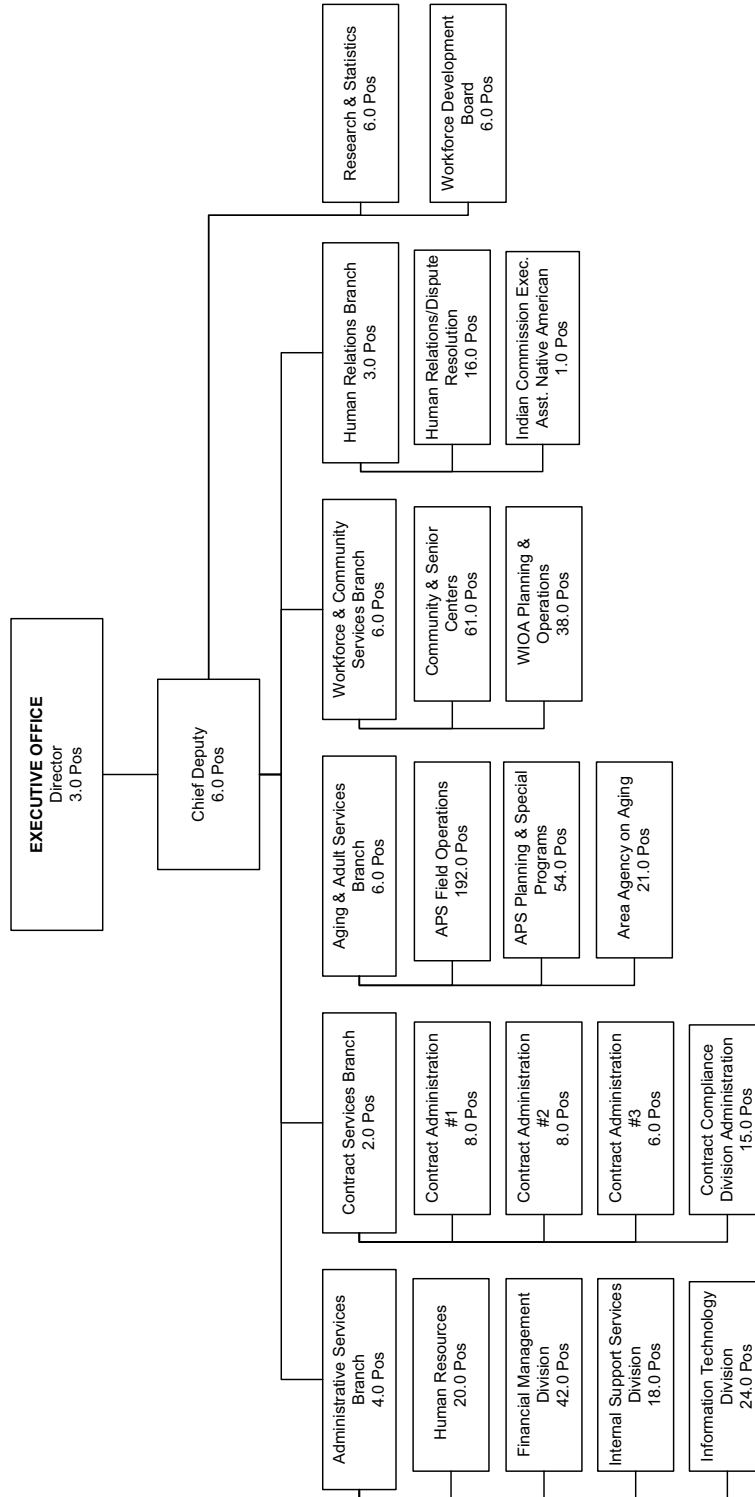 EXECUTIVE OFFICE
Director
3.0 Pos
Chief Deputy
6.0 Pos
Administrative Services
Branch
4.0 Pos
Human Resources
20.0 Pos
Financial Management
Division
42.0 Pos
Internal Support Services
Division
18.0 Pos
Information Technology
Division
24.0 Pos
Contract Services Branch
2.0 Pos
Contract Administration
#1
8.0 Pos
Contract Administration
#2
8.0 Pos
Contract Administration
#3
6.0 Pos
Contract Compliance
Division Administration
15.0 Pos
Aging & Adult Services
Branch
6.0 Pos
APS Field Operations
192.0 Pos
APS Planning & Special
Programs
54.0 Pos
Area Agency on Aging
21.0 Pos
Workforce & Community
Services Branch
6.0 Pos
Community & Senior
Centers
61.0 Pos
WIOA Planning &
Operations
38.0 Pos
Human Relations Branch
3.0 Pos
Human Relations/Dispute
Resolution
16.0 Pos
Indian Commission Exec.
Asst. Native American
1.0 Pos
Research & Statistics
6.0 Pos
Workforce Development
Board
6.0 Pos